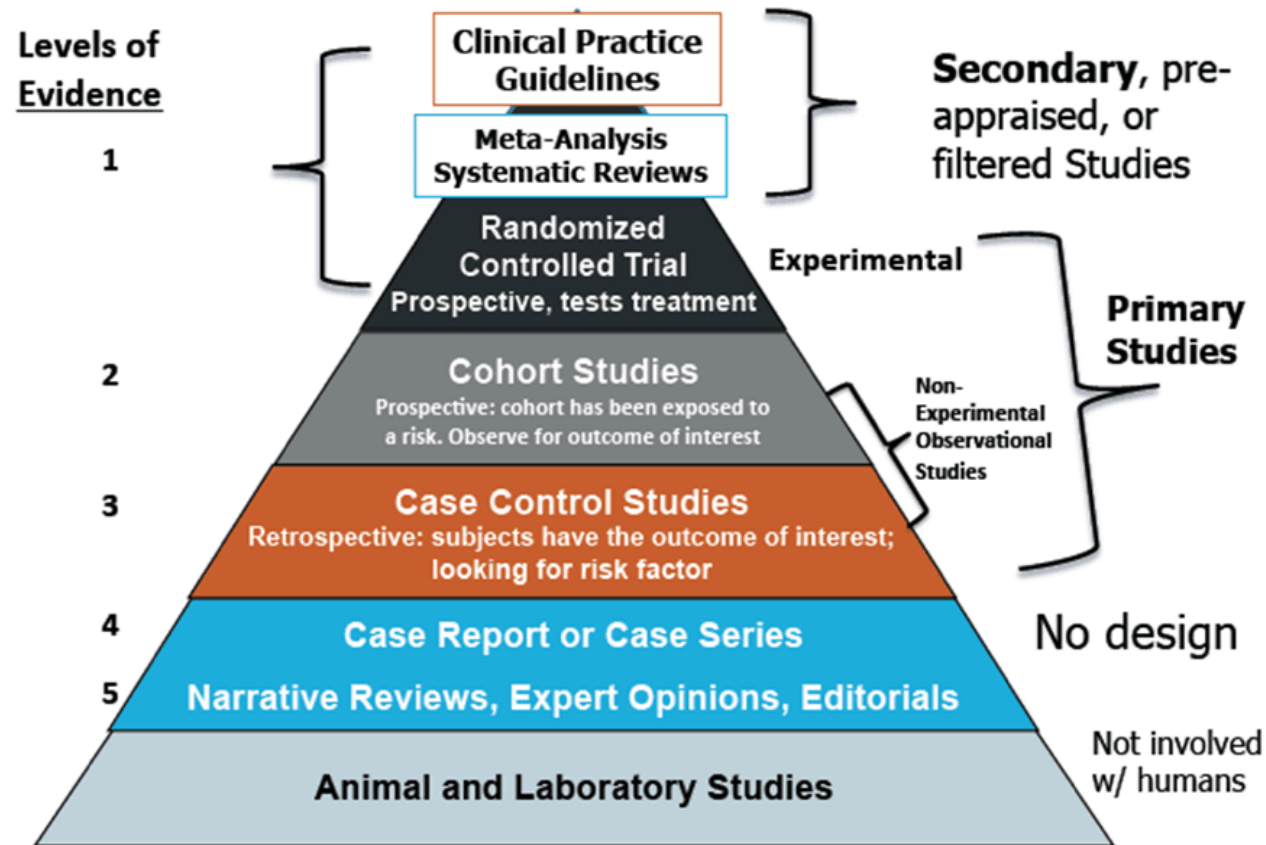 Levels of
Evidence
1
2
3
4
5
Clinical Practice
Guidelines
Meta-Analysis
Systematic Reviews
Randomized
Controlled Trial
Prospective, tests treatment
Cohort Studies
Prospective: cohort has been exposed to
a risk. Observe for outcome of interest
Case Control Studies
Retrospective: subjects have the outcome of interest;
looking for risk factor
Case Report or Case Series
Narrative Reviews, Expert Opinions, Editorials
Animal and Laboratory Studies
Secondary, pre-
appraised, or
filtered Studies
Experimental
Primary
Studies
Non-
Experimental
Observational
Studies
No design
Not involved
w/ humans